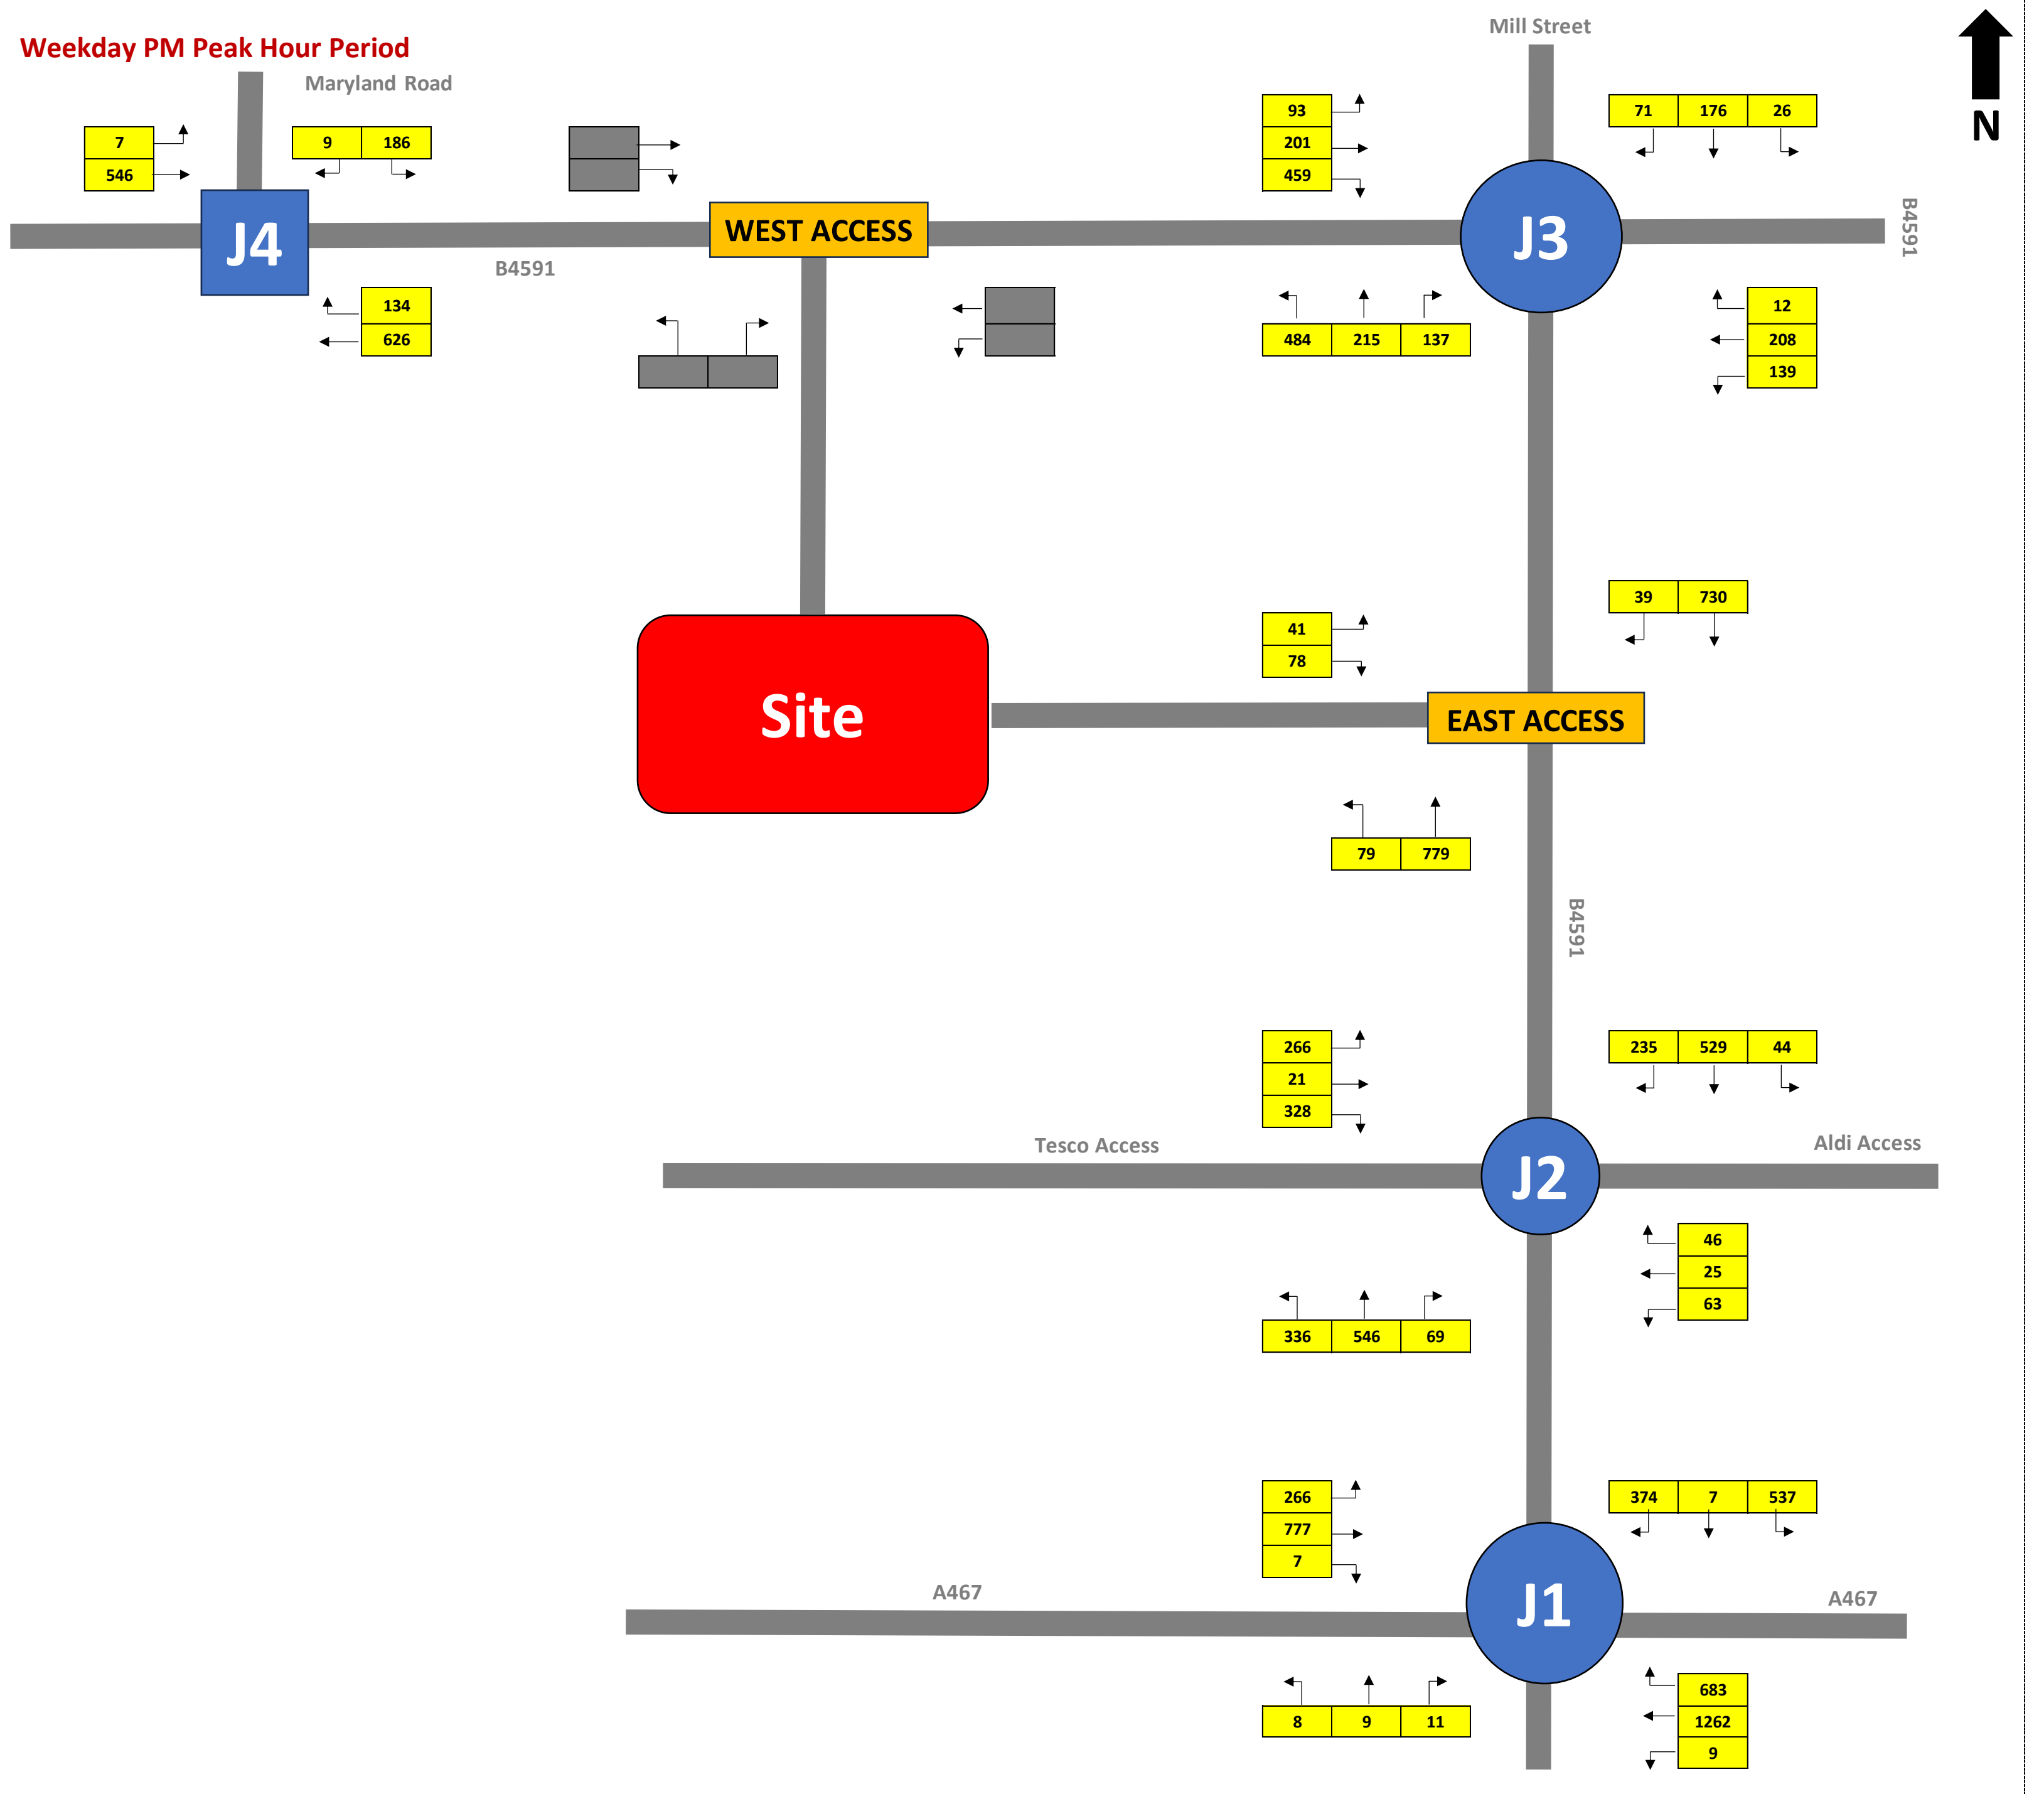 Mill Street
Weekday PM Peak Hour Period
Maryland Road
N
93
201
459
71 176 26
7
546
9 186
J4
WEST ACCESS
J3
B4591
B4591
134
626
484 215 137
12
208
139
39 730
41
78
Site
EAST ACCESS
79 779
B4591
266
21
328
235 529 44
Tesco Access
Aldi Access
J2
46
25
63
336 546 69
266
777
7
374 7 537
A467
J1
A467
683
1262
9
8 9 11